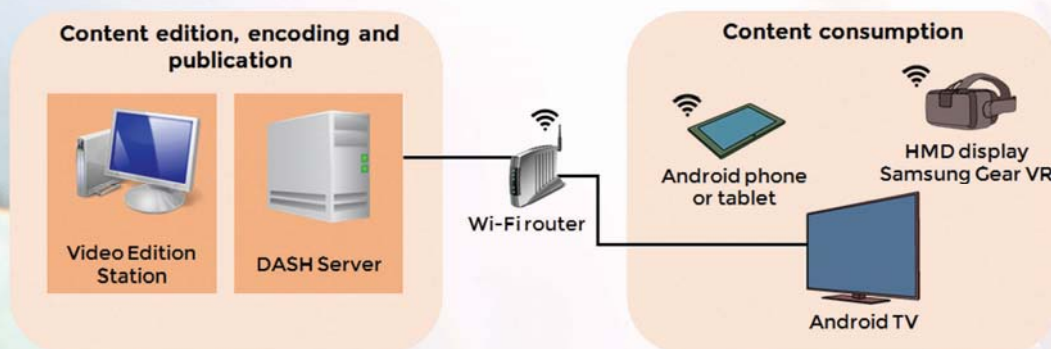 Content edition, encoding and
publication
Video Edition
Station
DASH Server
Wi-Fi router
Content consumption
Android phone
or tablet
HMD display
Samsung Gear VR
Android TV